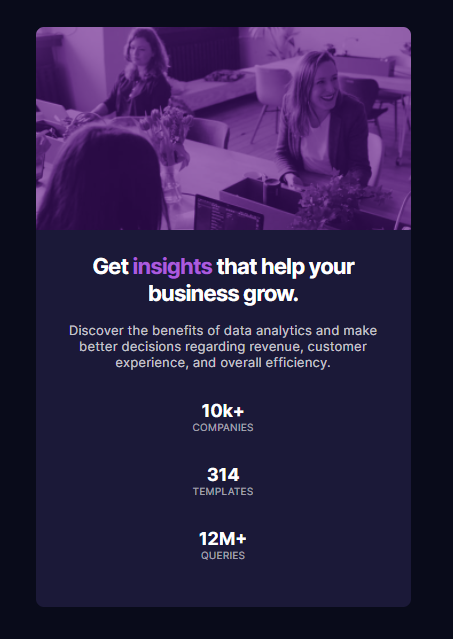 Get insights that help your
business grow.
Discover the benefits of data analytics and make
better decisions regarding revenue, customer
experience, and overall efficiency.
10k+
COMPANIES
314
TEMPLATES
12M+
QUERIES